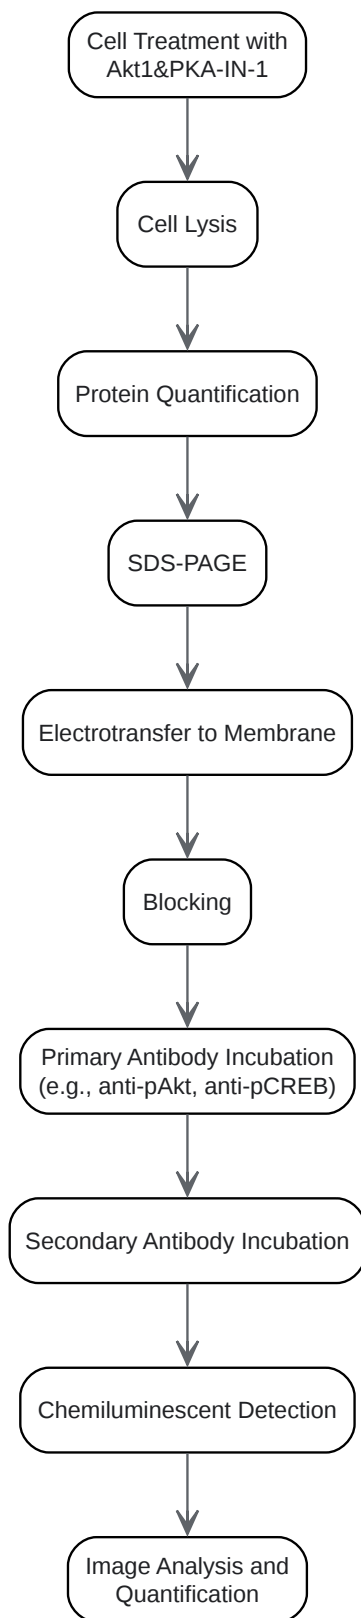 Cell Treatment with
Akt1&PKA-IN-1
Cell Lysis
Protein Quantification
SDS-PAGE
Electrotransfer to Membrane
Blocking
Primary Antibody Incubation
(e.g., anti-pAkt, anti-pCREB)
Secondary Antibody Incubation
Chemiluminescent Detection
Image Analysis and
Quantification